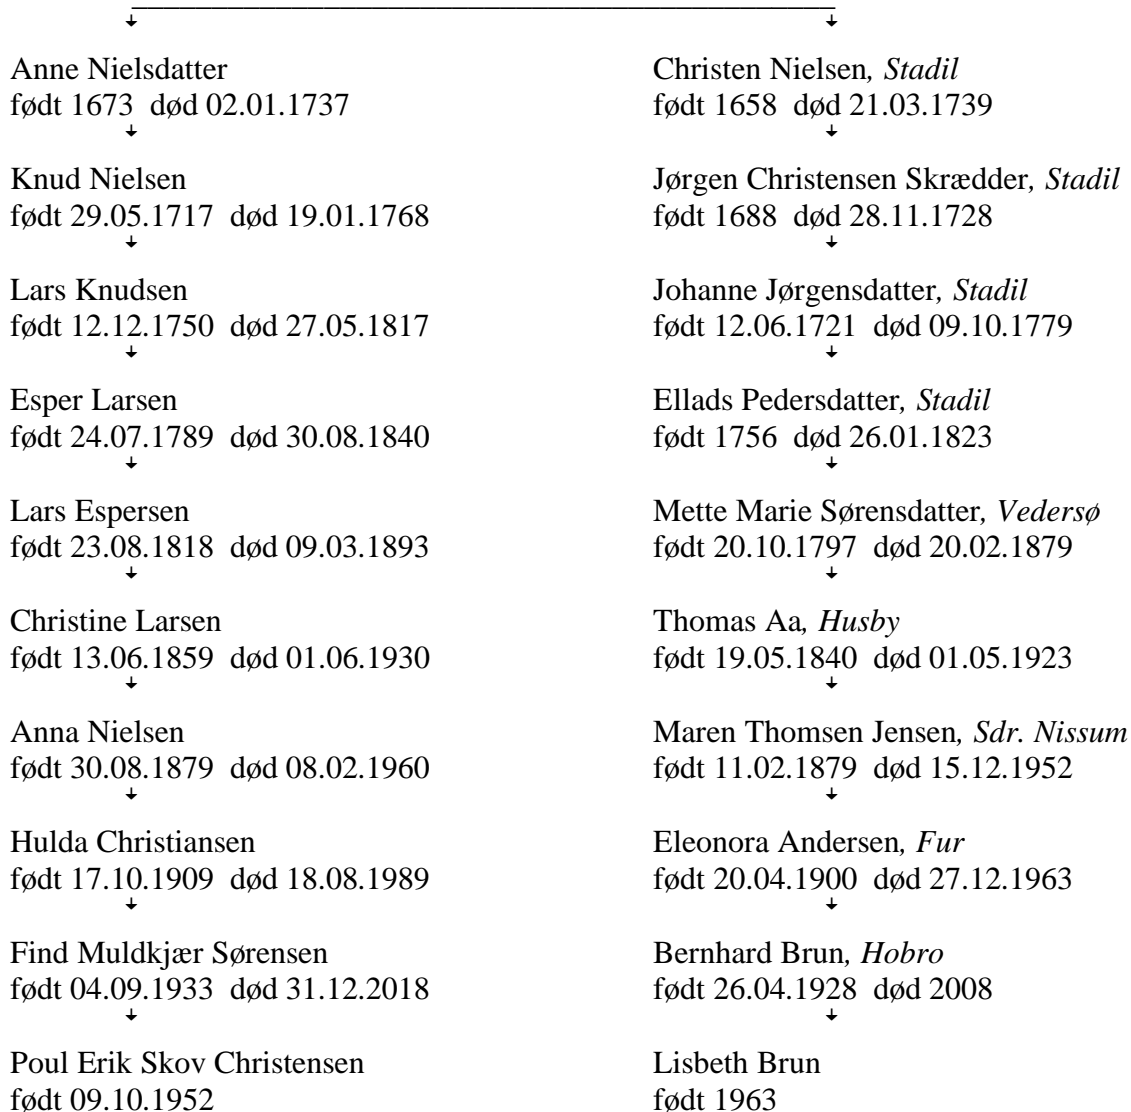 Anne Nielsdatter
født 1673 død 02.01.1737
Knud Nielsen
født 29.05.1717 død 19.01.1768
Lars Knudsen
født 12.12.1750 død 27.05.1817
Esper Larsen
født 24.07.1789 død 30.08.1840
Lars Espersen
født 23.08.1818 død 09.03.1893
Christine Larsen
født 13.06.1859 død 01.06.1930
Anna Nielsen
født 30.08.1879 død 08.02.1960
Hulda Christiansen
født 17.10.1909 død 18.08.1989
Find Muldkjær Sørensen
født 04.09.1933 død 31.12.2018
Poul Erik Skov Christensen
født 09.10.1952
Christen Nielsen, Stadil
født 1658 død 21.03.1739
Jørgen Christensen Skrædder, Stadil
født 1688 død 28.11.1728
Johanne Jørgensdatter, Stadil
født 12.06.1721 død 09.10.1779
Ellads Pedersdatter, Stadil
født 1756 død 26.01.1823
Mette Marie Sørensdatter, Vedersø
født 20.10.1797 død 20.02.1879
Thomas Aa, Husby
født 19.05.1840 død 01.05.1923
Maren Thomsen Jensen, Sdr. Nissum
født 11.02.1879 død 15.12.1952
Eleonora Andersen, Fur
født 20.04.1900 død 27.12.1963
Bernhard Brun, Hobro
født 26.04.1928 død 2008
Lisbeth Brun
født 1963